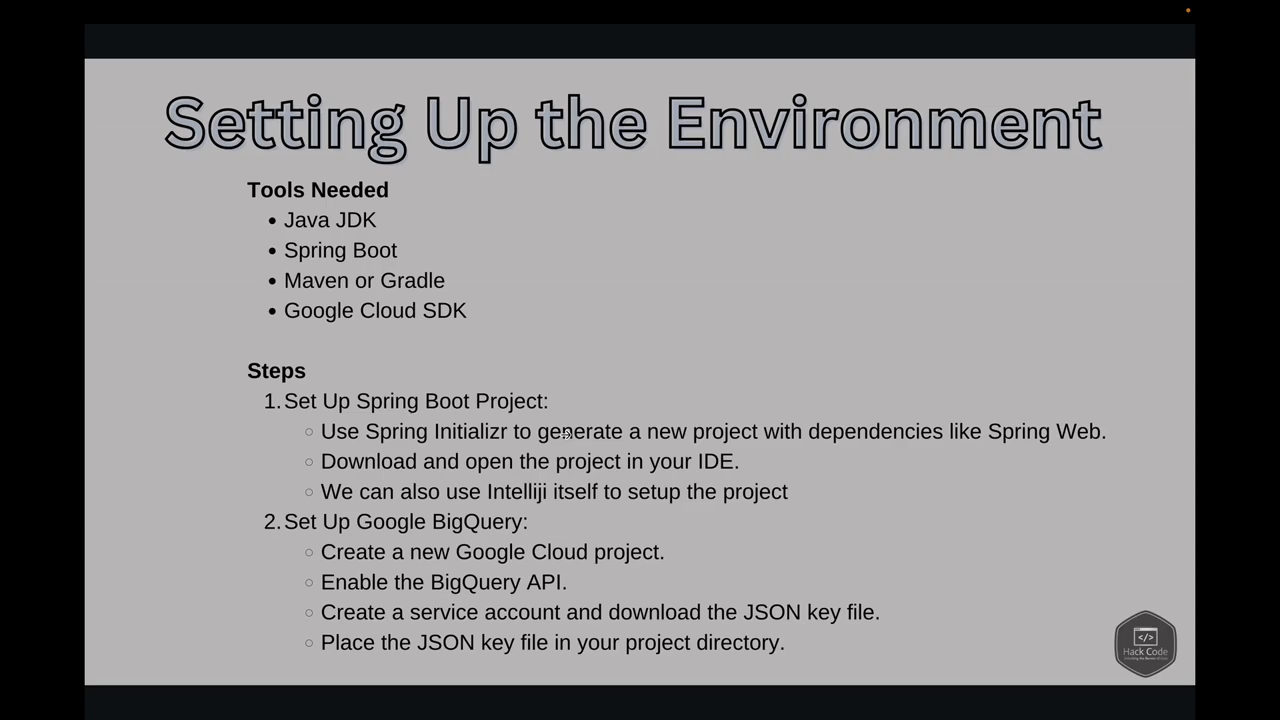 Setting Up the Environment
Tools Needed
• Java JDK
• Spring Boot
• Maven or Gradle
• Google Cloud SDK
Steps
1. Set Up Spring Boot Project:
○ Use Spring Initializr to generate a new project with dependencies like Spring Web.
○ Download and open the project in your IDE.
○ We can also use Intelliji itself to setup the project
2. Set Up Google BigQuery:
○ Create a new Google Cloud project.
○ Enable the BigQuery API.
○ Create a service account and download the JSON key file.
○ Place the JSON key file in your project directory.
</>
Hack Code